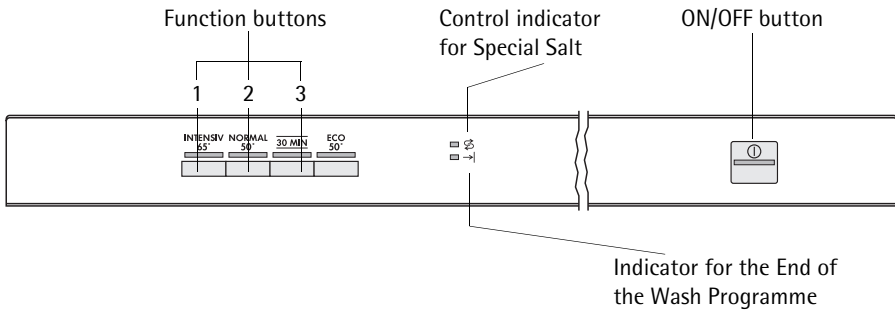 Function buttons
Control indicator
for Special Salt
ON/OFF button
1 2 3
INTENSIV NORMAL 30 MIN ECO
65° 50° 50°
Indicator for the End of
the Wash Programme